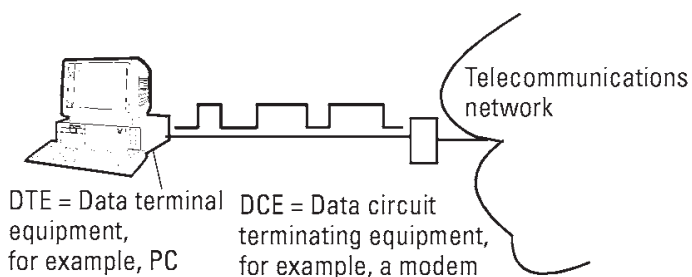 Telecommunications
network
DTE = Data terminal
equipment,
for example, PC
DCE = Data circuit
terminating equipment,
for example, a modem